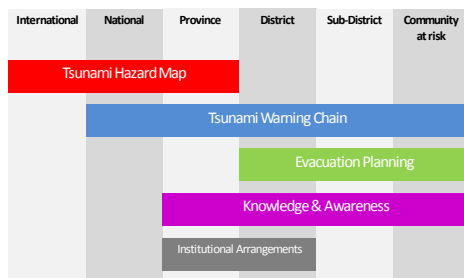 International National Province District Sub-District Community
at risk
Tsunami Hazard Map
Tsunami Warning Chain
Evacuation Planning
Knowledge & Awareness
Institutional Arrangements